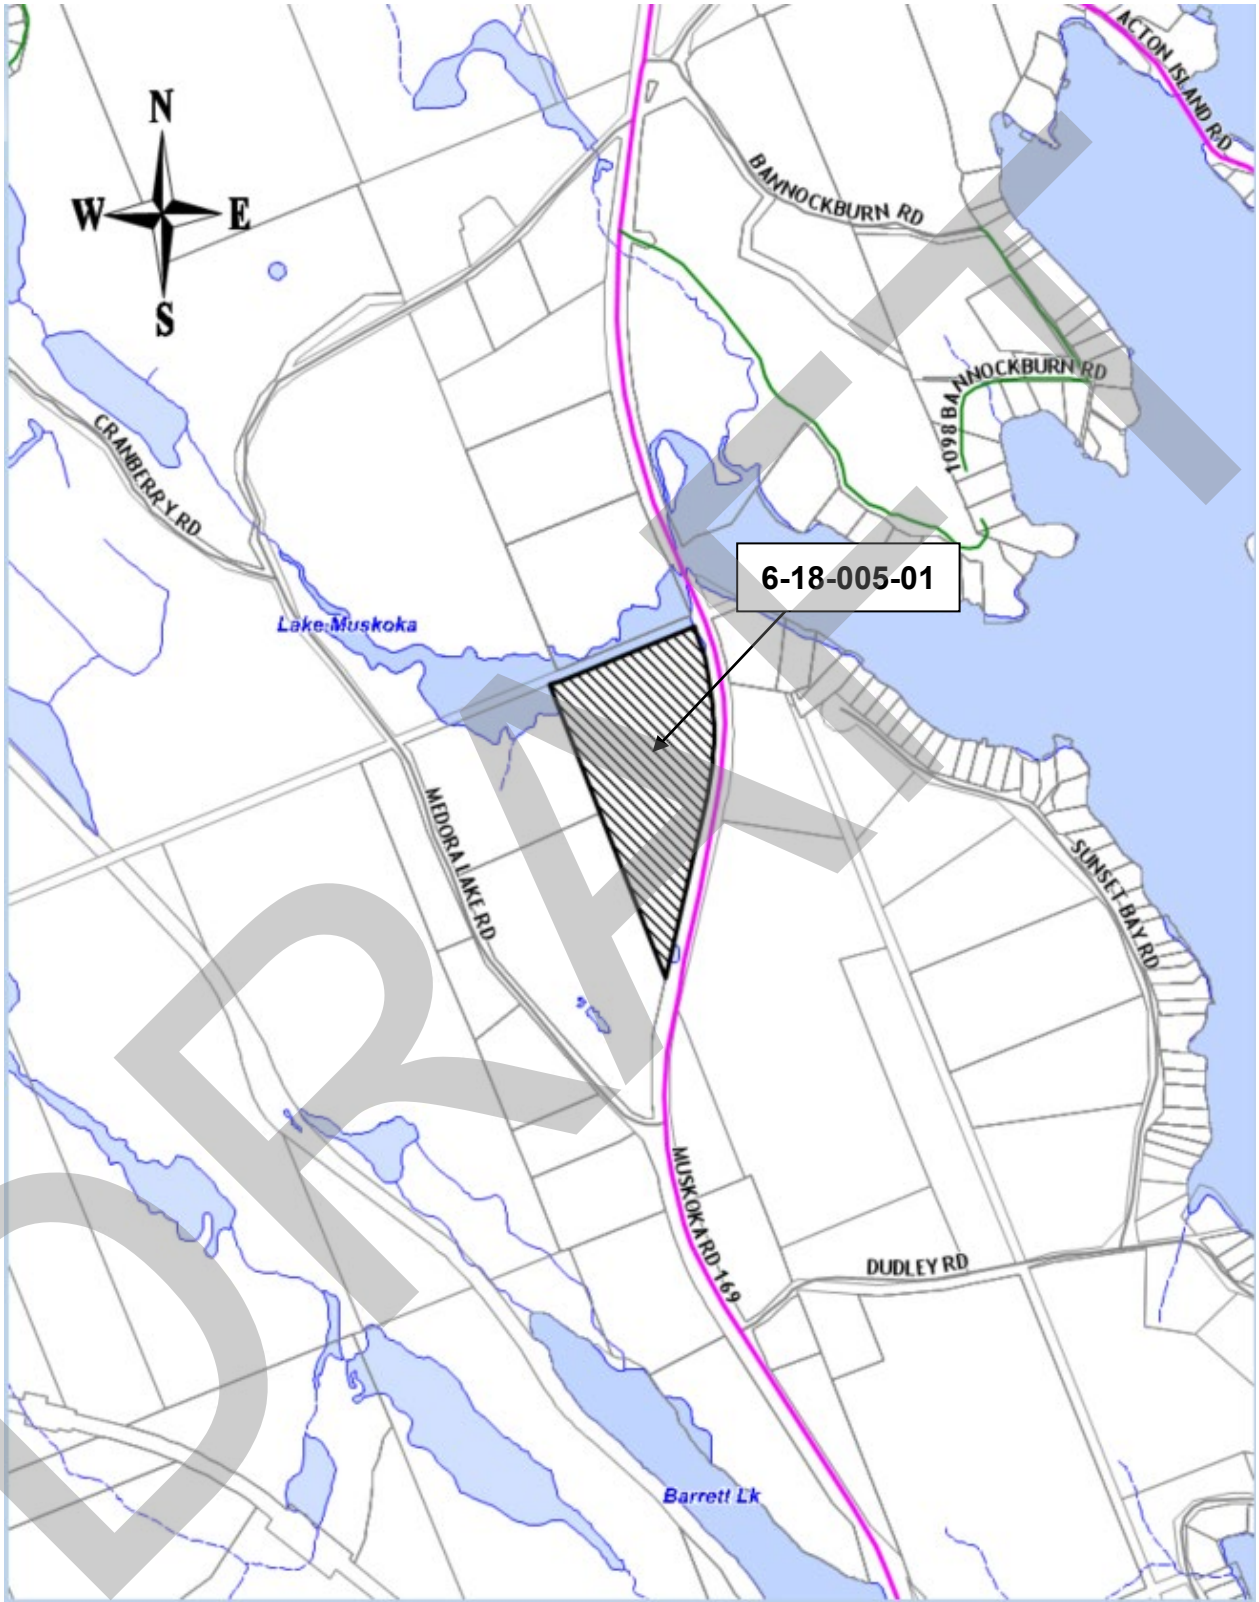 ACTON ISLAND RD
N
BANNOCKBURN RD
W
E
S
1098 BANNOCKBURN RD
CRANBERRY RD
6-18-005-01
Lake Muskoka
MEDORA LAKE RD
SUNSET BAY RD
MUSKOKA RD 169
DUDLEY RD
Barrett Lk
DRAFT